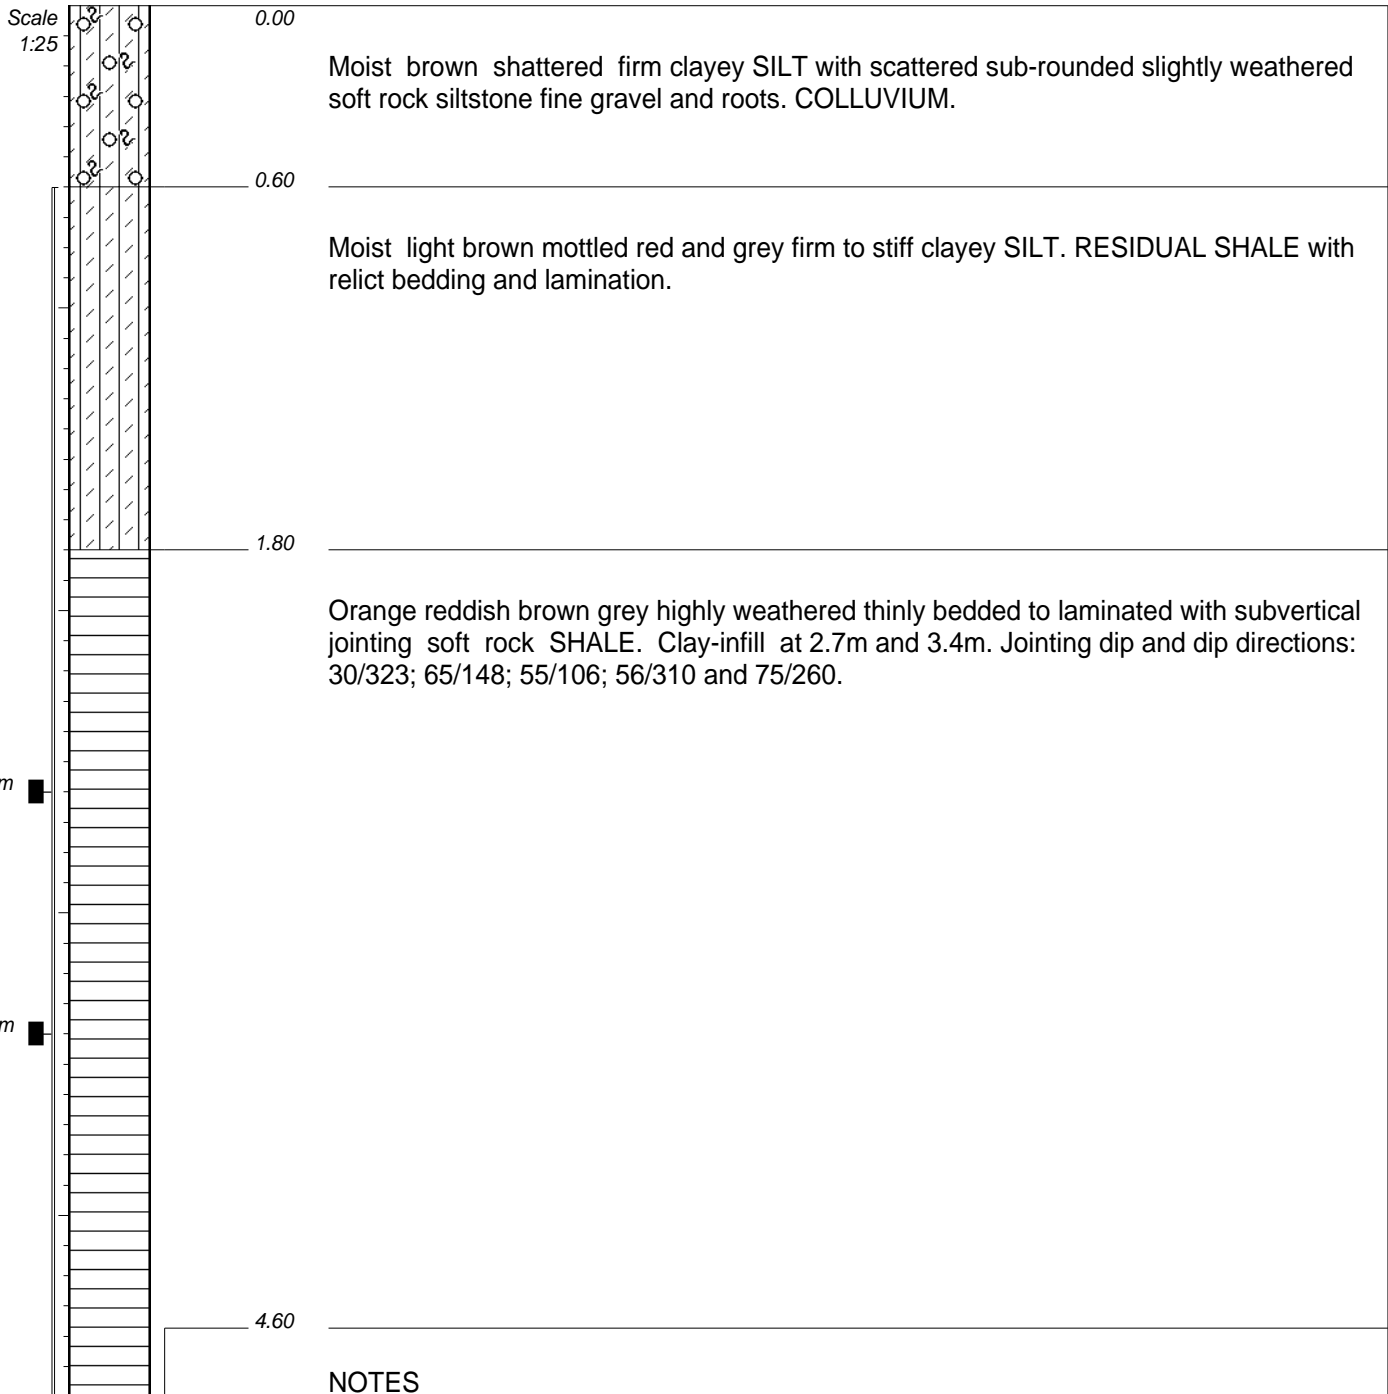 Scale
1:25
0.00
Moist brown shattered firm clayey SILT with scattered sub-rounded slightly weathered
soft rock siltstone fine gravel and roots. COLLUVIUM.
0.60
Moist light brown mottled red and grey firm to stiff clayey SILT. RESIDUAL SHALE with
relict bedding and lamination.
1.80
Orange reddish brown grey highly weathered thinly bedded to laminated with subvertical
jointing soft rock SHALE. Clay-infill at 2.7m and 3.4m. Jointing dip and dip directions:
30/323; 65/148; 55/106; 56/310 and 75/260.
m
m
4.60
NOTES